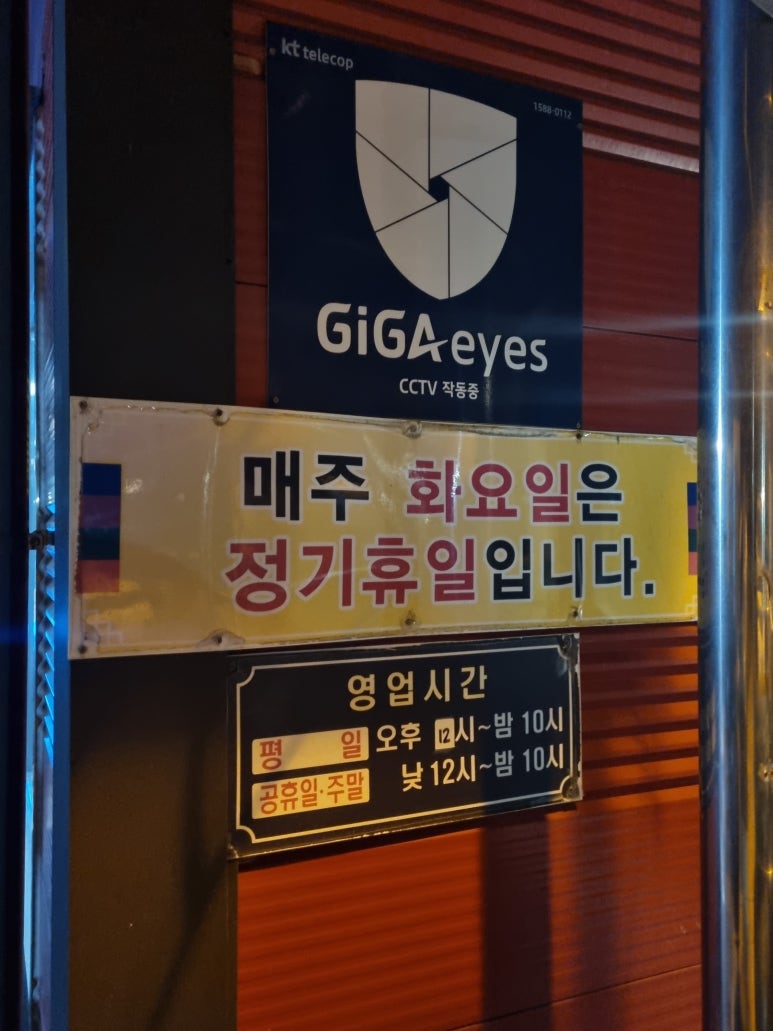 kt telecop
1588-0112
GiGA eyes
CCTV 작동중
매주 화요일은
정기휴일입니다.
영업시간
평 일 오후 12시~밤 10시
공휴일·주말 낮 12시~밤 10시